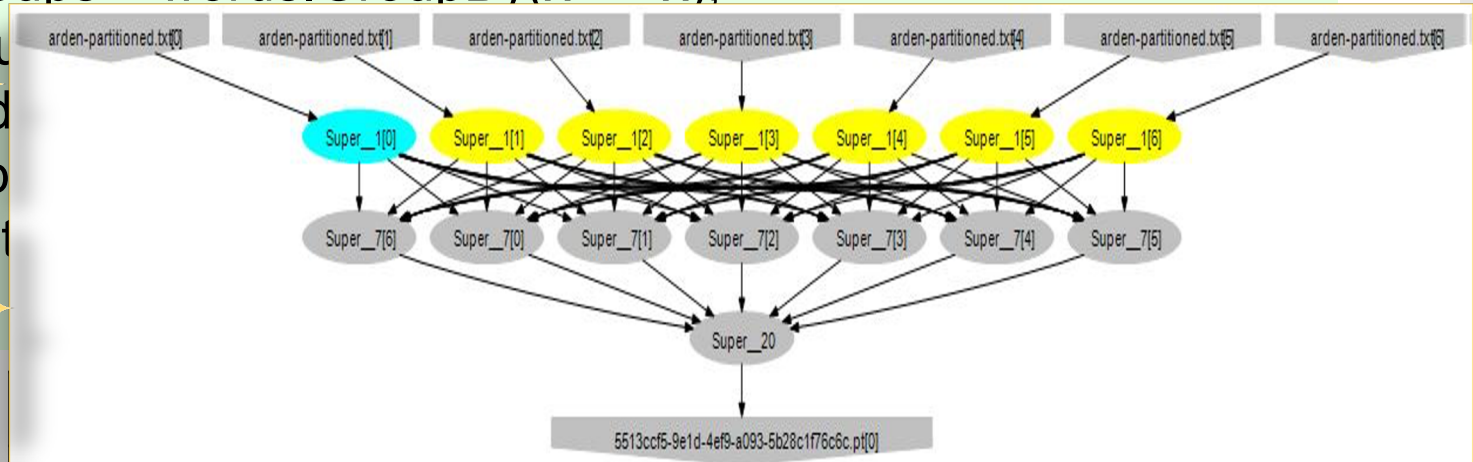 arden-partitioned.txt[0] arden-partitioned.txt[1] arden-partitioned.txt[2] arden-partitioned.txt[3] arden-partitioned.txt[4] arden-partitioned.txt[5] arden-partitioned.txt[6]
Super__1[0] Super__1[1] Super__1[2] Super__1[3] Super__1[4] Super__1[5] Super__1[6]
Super__7[6] Super__7[0] Super__7[1] Super__7[2] Super__7[3] Super__7[4] Super__7[5]
Super__20
5513ccf5-9e1d-4ef9-a093-5b28c1f76c6c.pt[0]